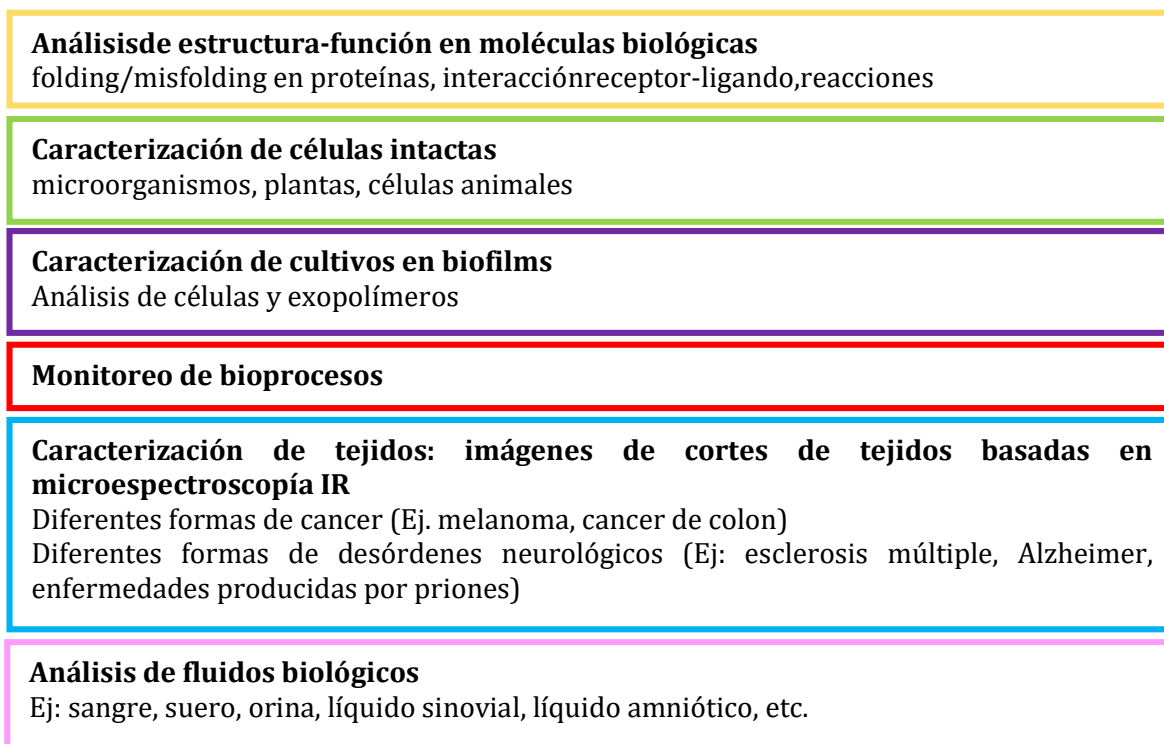 Análisisde estructura-función en moléculas biológicas
folding/misfolding en proteínas, interacciónreceptor-ligando,reacciones
Caracterización de células intactas
microorganismos, plantas, células animales
Caracterización de cultivos en biofilms
Análisis de células y exopolímeros
Monitoreo de bioprocesos
Caracterización de tejidos: imágenes de cortes de tejidos basadas en
microespectroscopía IR
Diferentes formas de cancer (Ej. melanoma, cancer de colon)
Diferentes formas de desórdenes neurológicos (Ej: esclerosis múltiple, Alzheimer,
enfermedades producidas por priones)
Análisis de fluidos biológicos
Ej: sangre, suero, orina, líquido sinovial, líquido amniótico, etc.